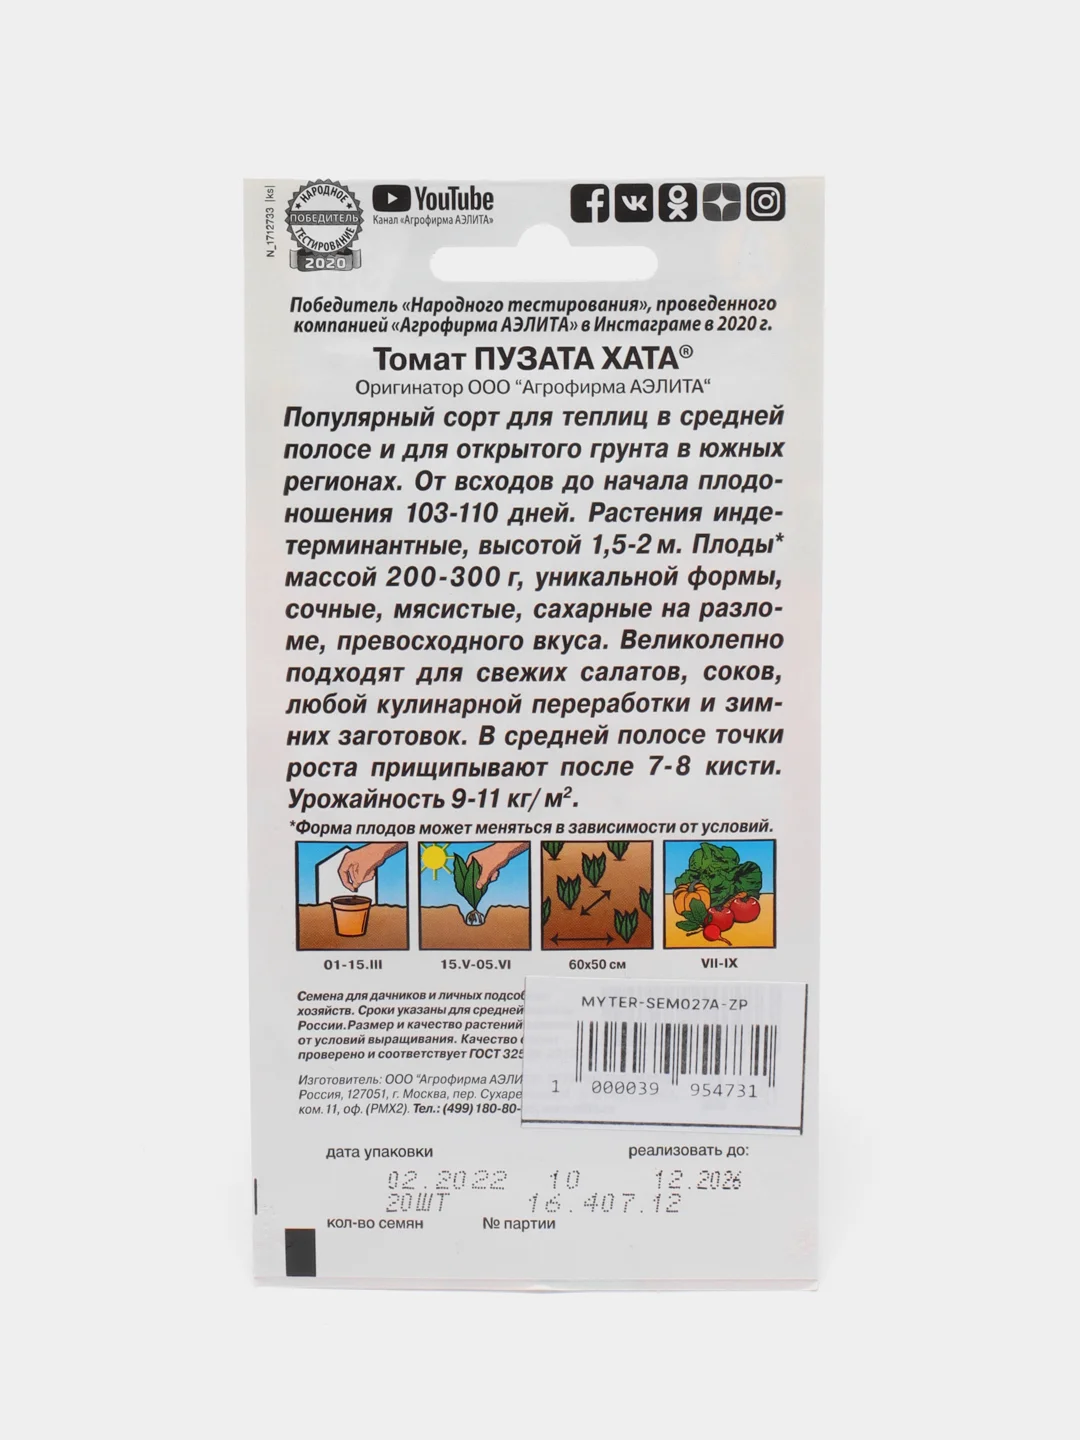 N_1712733 |ks|
НАРОДНОЕ
ПОБЕДИТЕЛЬ
ТЕСТИРОВАНИЕ
2020
YouTube
Канал «Агрофирма АЭЛИТА»
Победитель «Народного тестирования», проведенного
компанией «Агрофирма АЭЛИТА» в Инстаграме в 2020 г.
Томат ПУЗАТА ХАТА®
Оригинатор ООО "Агрофирма АЭЛИТА"
Популярный сорт для теплиц в средней
полосе и для открытого грунта в южных
регионах. От всходов до начала плодо-
ношения 103-110 дней. Растения инде-
терминантные, высотой 1,5-2 м. Плоды*
массой 200-300 г, уникальной формы,
сочные, мясистые, сахарные на разло-
ме, превосходного вкуса. Великолепно
подходят для свежих салатов, соков,
любой кулинарной переработки и зим-
них заготовок. В средней полосе точки
роста прищипывают после 7-8 кисти.
Урожайность 9-11 кг/м².
*Форма плодов может меняться в зависимости от условий.
01-15.III 15.V-05.VI 60х50 см VII-IX
Семена для дачников и личных подсоб
хозяйств. Сроки указаны для средней
России.Размер и качество растений
от условий выращивания. Качество
проверено и соответствует ГОСТ 325
Изготовитель: ООО "Агрофирма АЭЛИ
Россия, 127051, г. Москва, пер. Сухаре
ком. 11, оф. (РМХ2). Тел.: (499) 180-80-
MYTER-SEM027A-ZP
1 000039 954731
дата упаковки реализовать до:
02.2022 10 12.2026
20ШТ 16.407.12
кол-во семян № партии